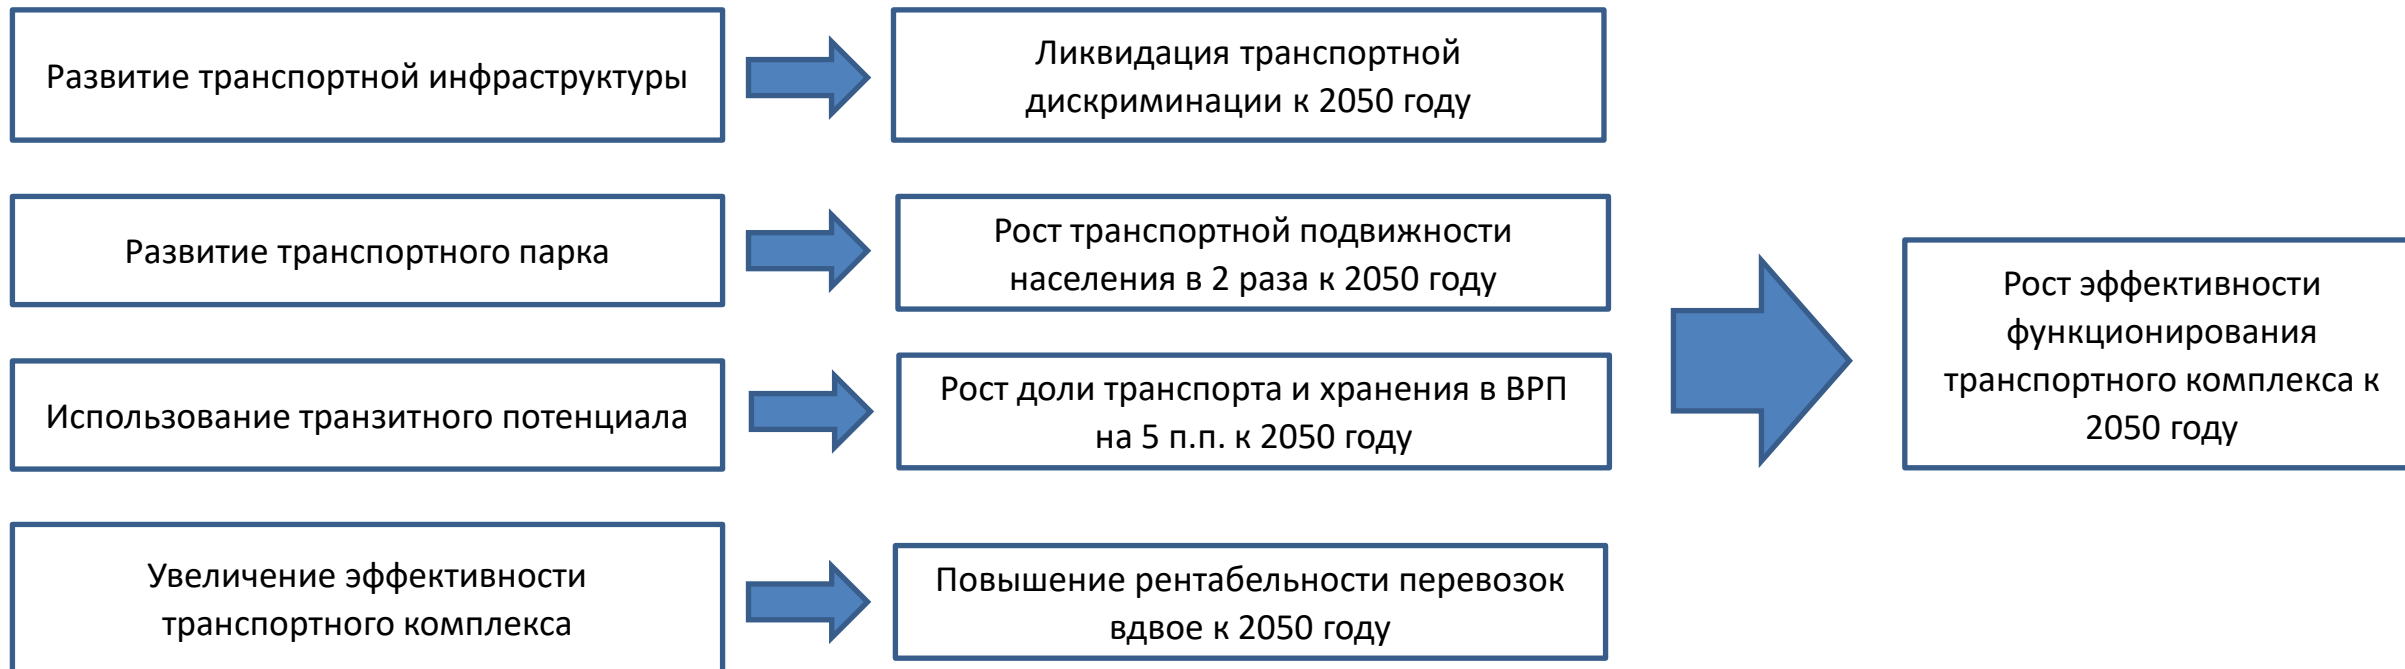 Развитие транспортной инфраструктуры
Ликвидация транспортной
дискриминации к 2050 году
Развитие транспортного парка
Рост транспортной подвижности
населения в 2 раза к 2050 году
Использование транзитного потенциала
Рост доли транспорта и хранения в ВРП
на 5 п.п. к 2050 году
Увеличение эффективности
транспортного комплекса
Повышение рентабельности перевозок
вдвое к 2050 году
Рост эффективности
функционирования
транспортного комплекса к
2050 году